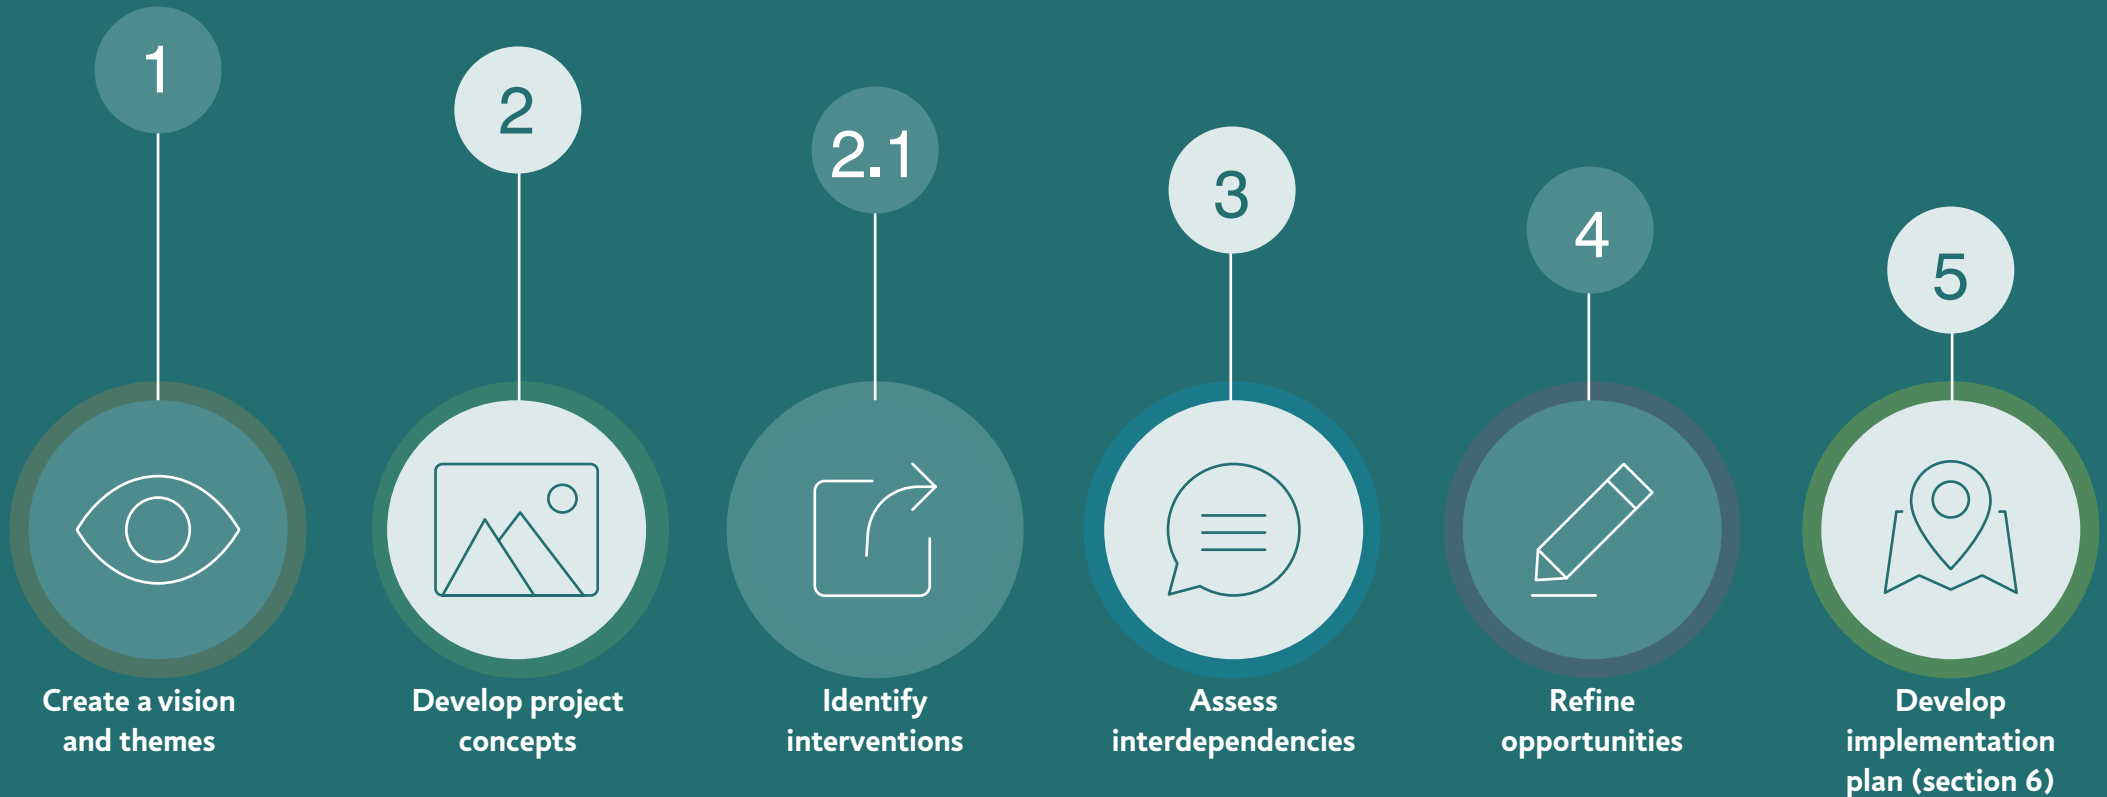 1
2
2.1
3
4
5
Create a vision
and themes
Develop project
concepts
Identify
interventions
Assess
interdependencies
Refine
opportunities
Develop
implementation
plan (section 6)